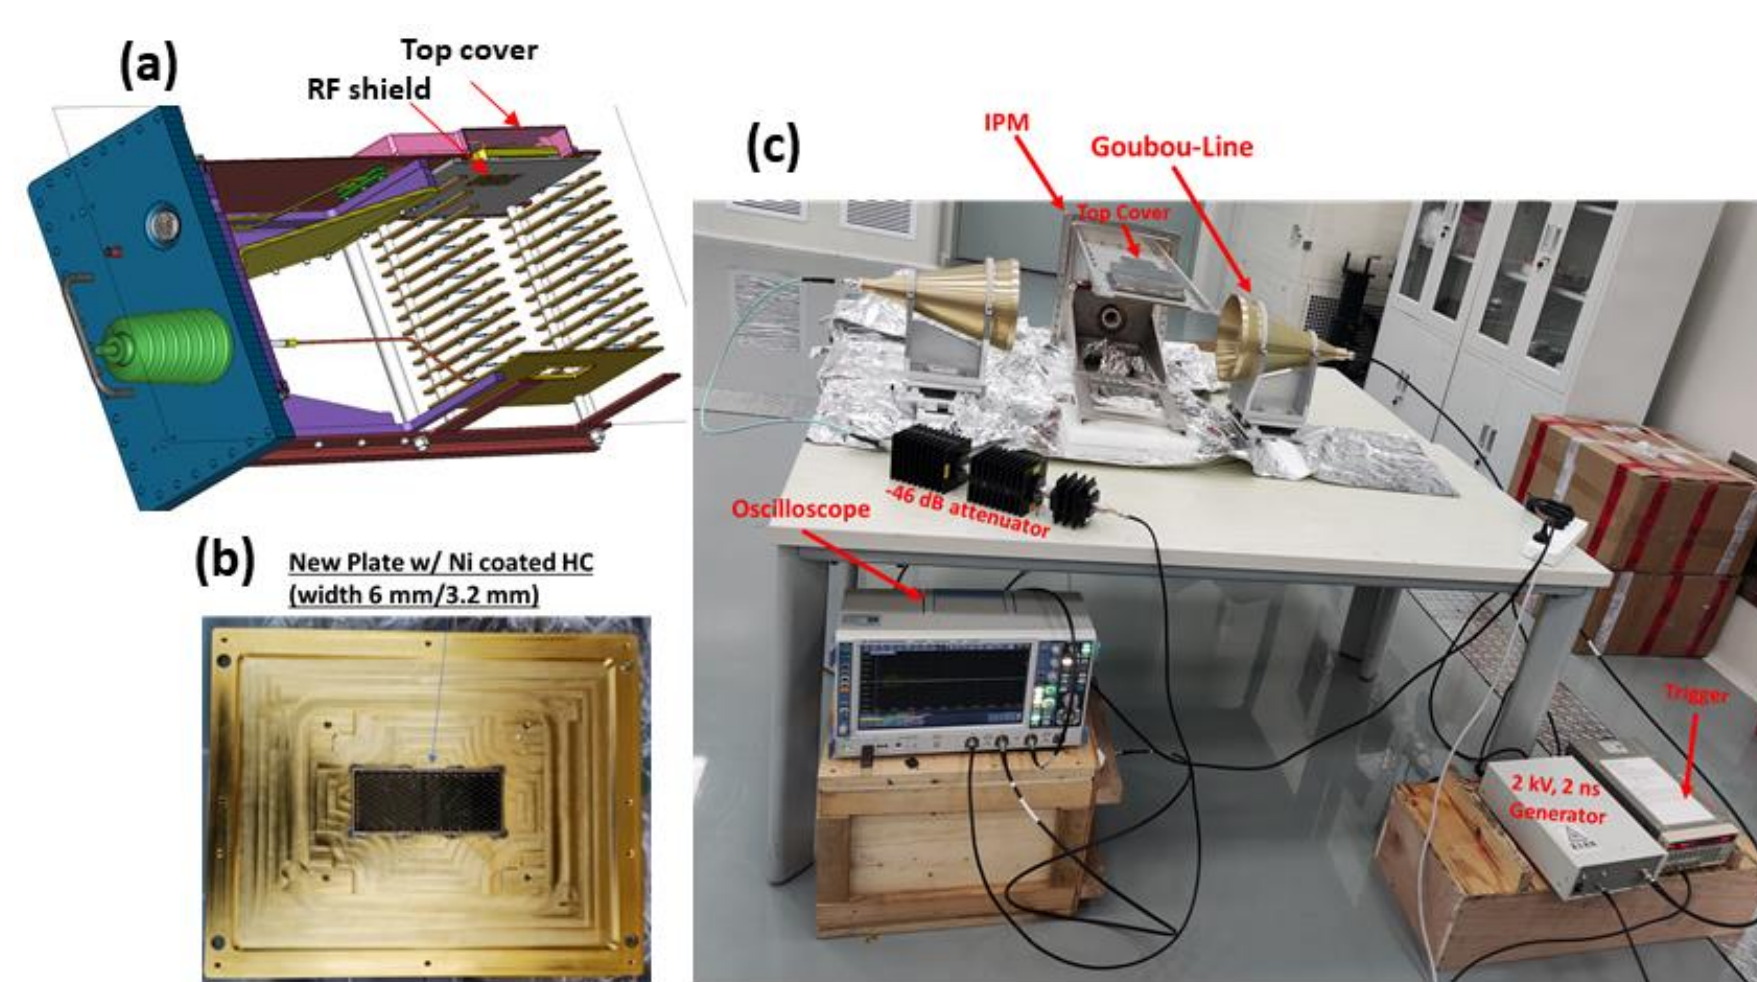 (a)
Top cover
RF shield
(b)
New Plate w/ Ni coated HC
(width 6 mm/3.2 mm)
(c)
IPM
Goubou-Line
Top Cover
-46 dB attenuator
Oscilloscope
Trigger
2 kV, 2 ns
Generator